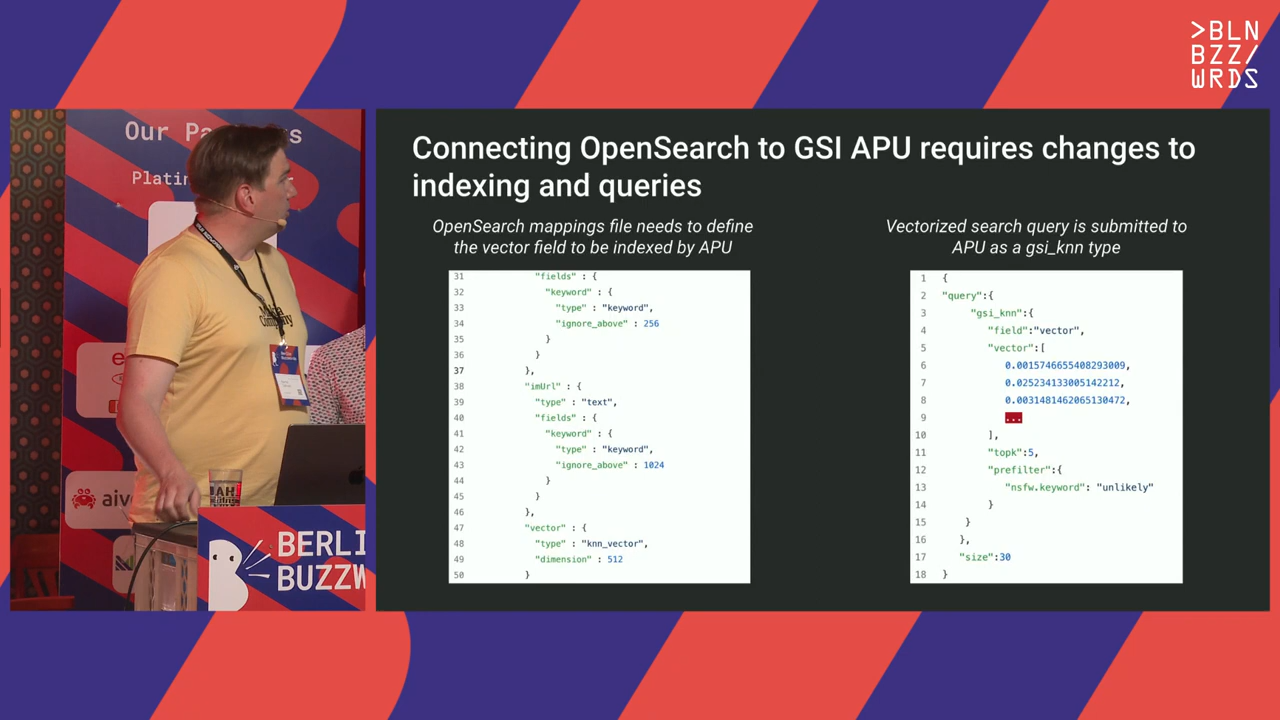 >BLN
BZZ/
WRDS
Our Pa
s
Platin
aive
BERLI
BUZZW
Connecting OpenSearch to GSI APU requires changes to
indexing and queries
OpenSearch mappings file needs to define
the vector field to be indexed by APU
31 "fields" : {
32 "keyword" : {
33 "type" : "keyword",
34 "ignore_above" : 256
35 }
36 }
37 },
38 "imUrl" : {
39 "type" : "text",
40 "fields" : {
41 "keyword" : {
42 "type" : "keyword",
43 "ignore_above" : 1024
44 }
45 }
46 },
47 "vector" : {
48 "type" : "knn_vector",
49 "dimension" : 512
50 }
Vectorized search query is submitted to
APU as a gsi_knn type
1 {
2 "query":{
3 "gsi_knn":{
4 "field":"vector",
5 "vector":[
6 0.0015746655408293009,
7 0.025234133005142212,
8 0.0031481462065130472,
9 ...
10 ],
11 "topk":5,
12 "prefilter":{
13 "nsfw.keyword": "unlikely"
14 }
15 }
16 },
17 "size":30
18 }